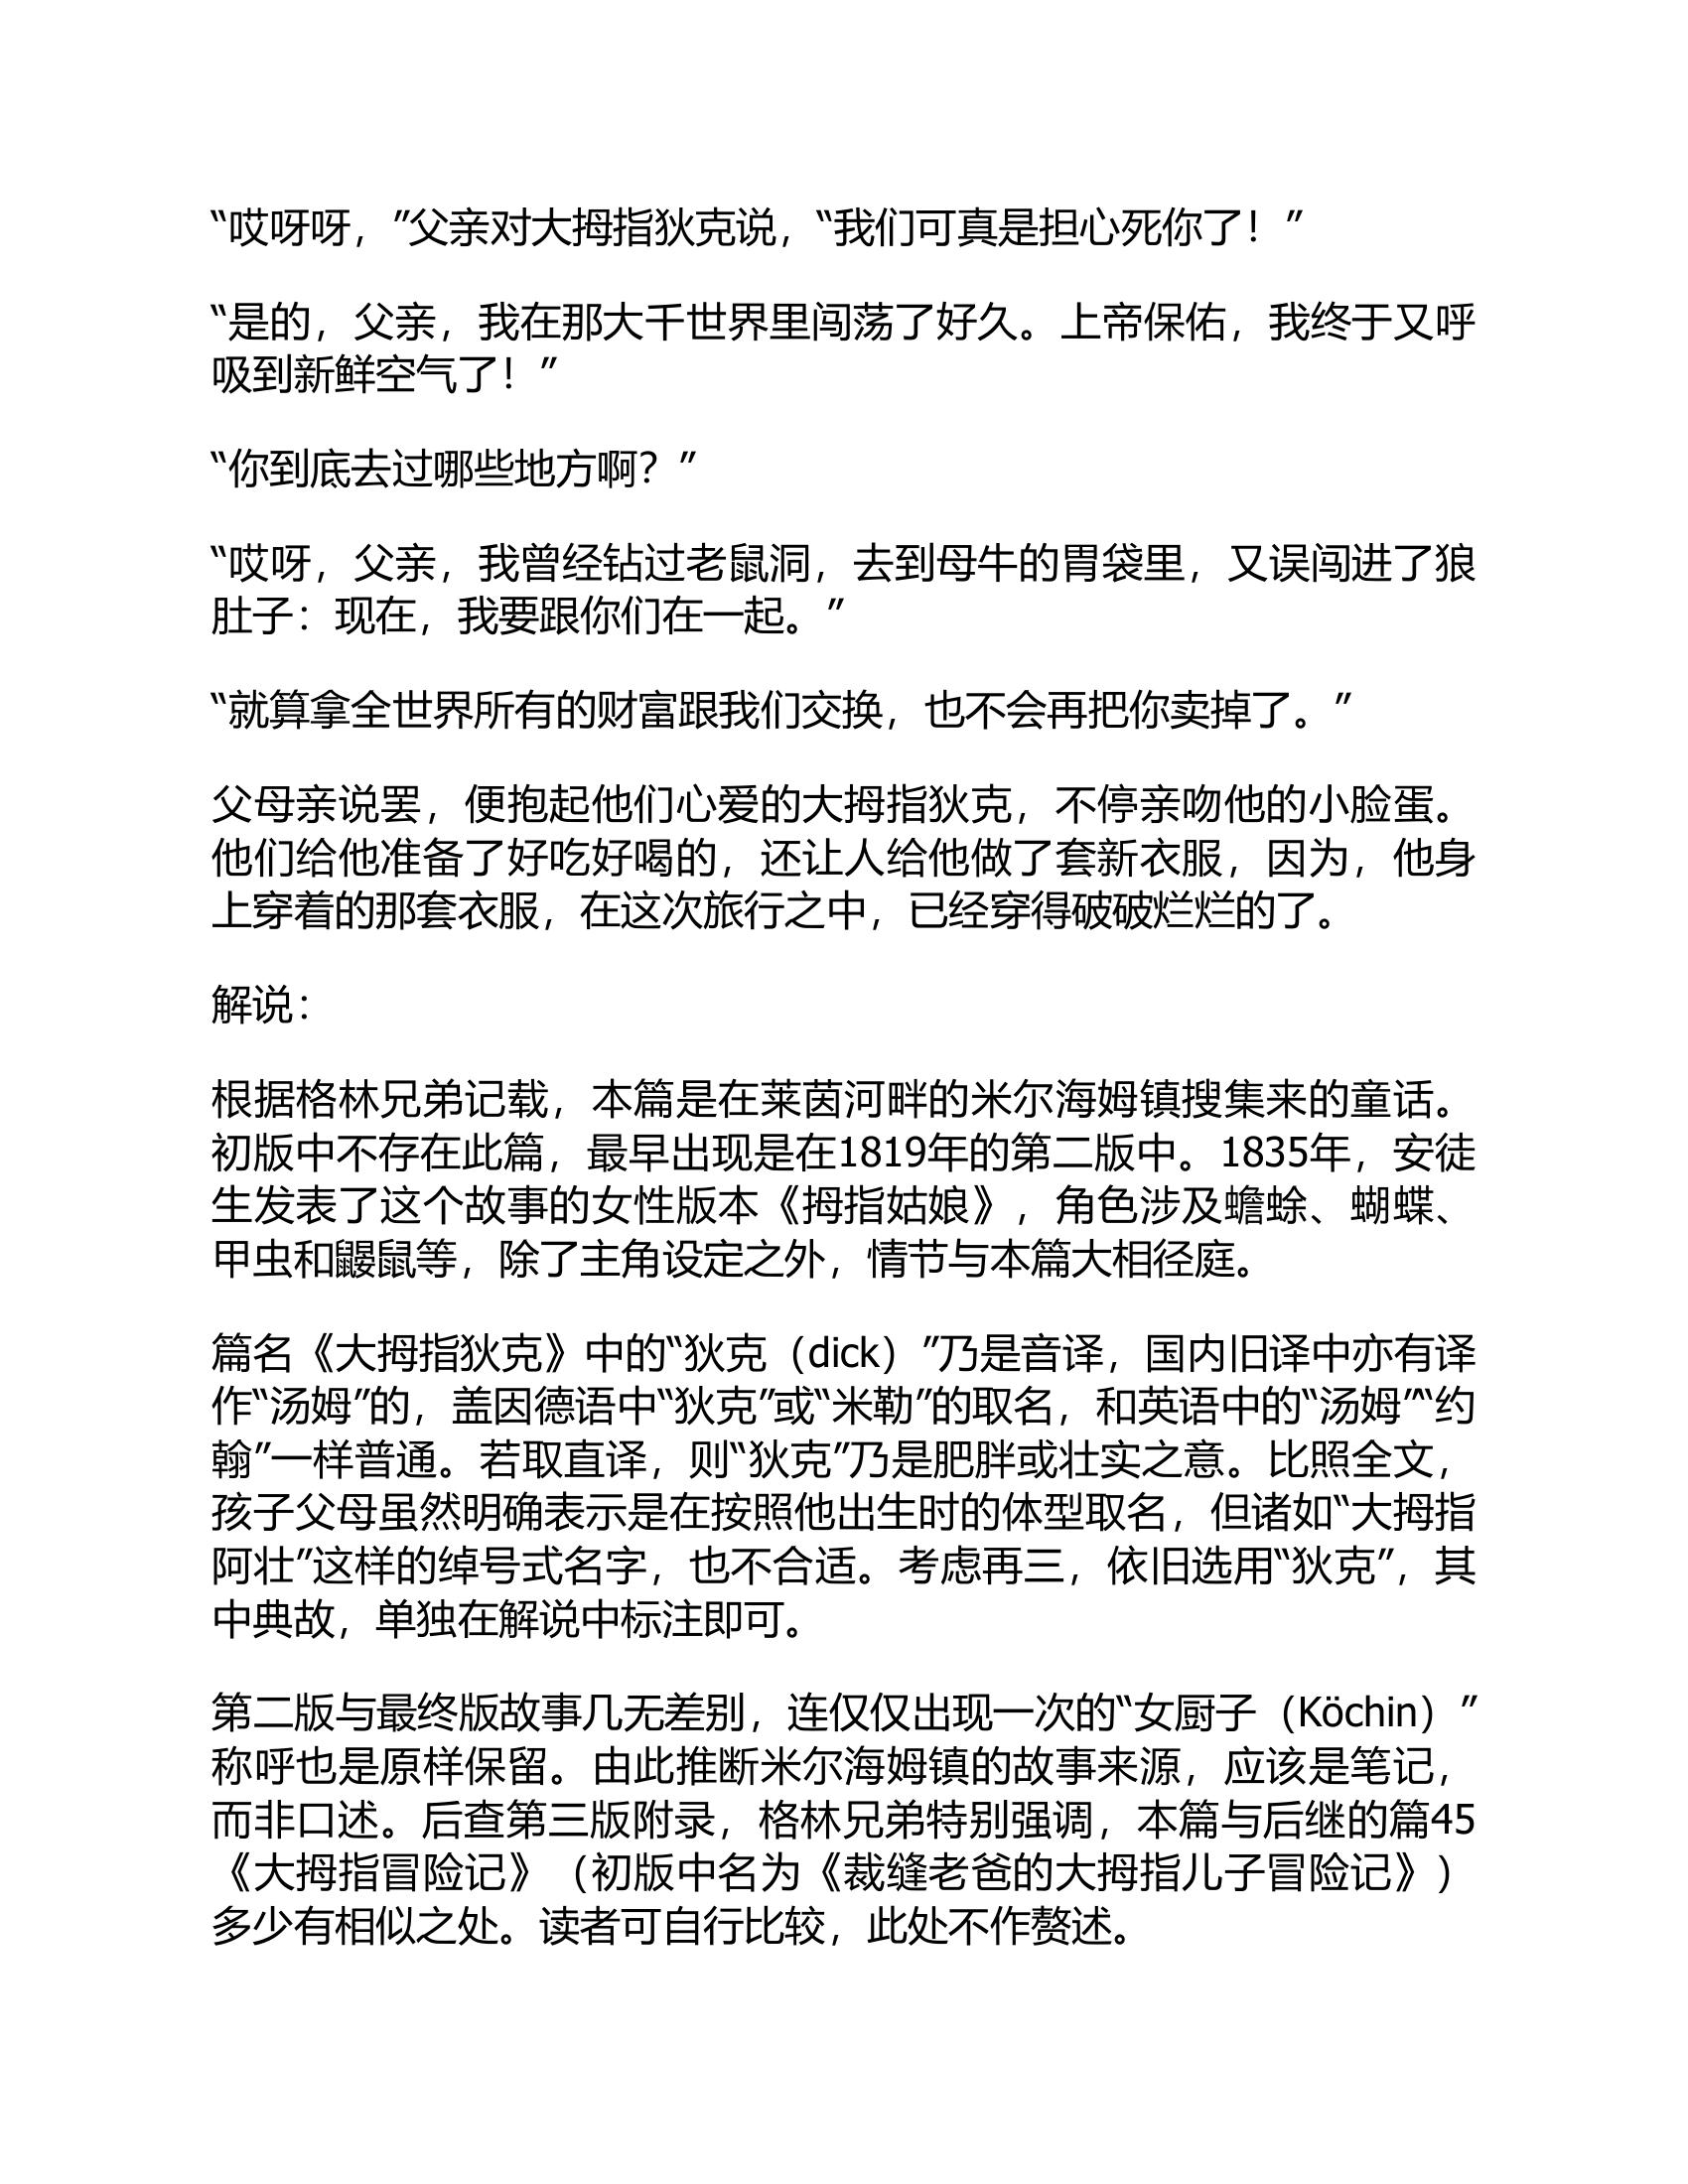 “哎呀呀，”父亲对大拇指狄克说，“我们可真是担心死你了！”
“是的，父亲，我在那大千世界里闯荡了好久。上帝保佑，我终于又呼
吸到新鲜空气了！”
“你到底去过哪些地方啊？”
“哎呀，父亲，我曾经钻过老鼠洞，去到母牛的胃袋里，又误闯进了狼
肚子：现在，我要跟你们在一起。”
“就算拿全世界所有的财富跟我们交换，也不会再把你卖掉了。”
父母亲说罢，便抱起他们心爱的大拇指狄克，不停亲吻他的小脸蛋。
他们给他准备了好吃好喝的，还让人给他做了套新衣服，因为，他身
上穿着的那套衣服，在这次旅行之中，已经穿得破破烂烂的了。
解说：
根据格林兄弟记载，本篇是在莱茵河畔的米尔海姆镇搜集来的童话。
初版中不存在此篇，最早出现是在1819年的第二版中。1835年，安徒
生发表了这个故事的女性版本《拇指姑娘》，角色涉及蟾蜍、蝴蝶、
甲虫和鼹鼠等，除了主角设定之外，情节与本篇大相径庭。
篇名《大拇指狄克》中的“狄克（dick）”乃是音译，国内旧译中亦有译
作“汤姆”的，盖因德语中“狄克”或“米勒”的取名，和英语中的“汤姆”“约
翰”一样普通。若取直译，则“狄克”乃是肥胖或壮实之意。比照全文，
孩子父母虽然明确表示是在按照他出生时的体型取名，但诸如“大拇指
阿壮”这样的绰号式名字，也不合适。考虑再三，依旧选用“狄克”，其
中典故，单独在解说中标注即可。
第二版与最终版故事几无差别，连仅仅出现一次的“女厨子（Köchin）”
称呼也是原样保留。由此推断米尔海姆镇的故事来源，应该是笔记，
而非口述。后查第三版附录，格林兄弟特别强调，本篇与后继的篇45
《大拇指冒险记》（初版中名为《裁缝老爸的大拇指儿子冒险记》）
多少有相似之处。读者可自行比较，此处不作赘述。